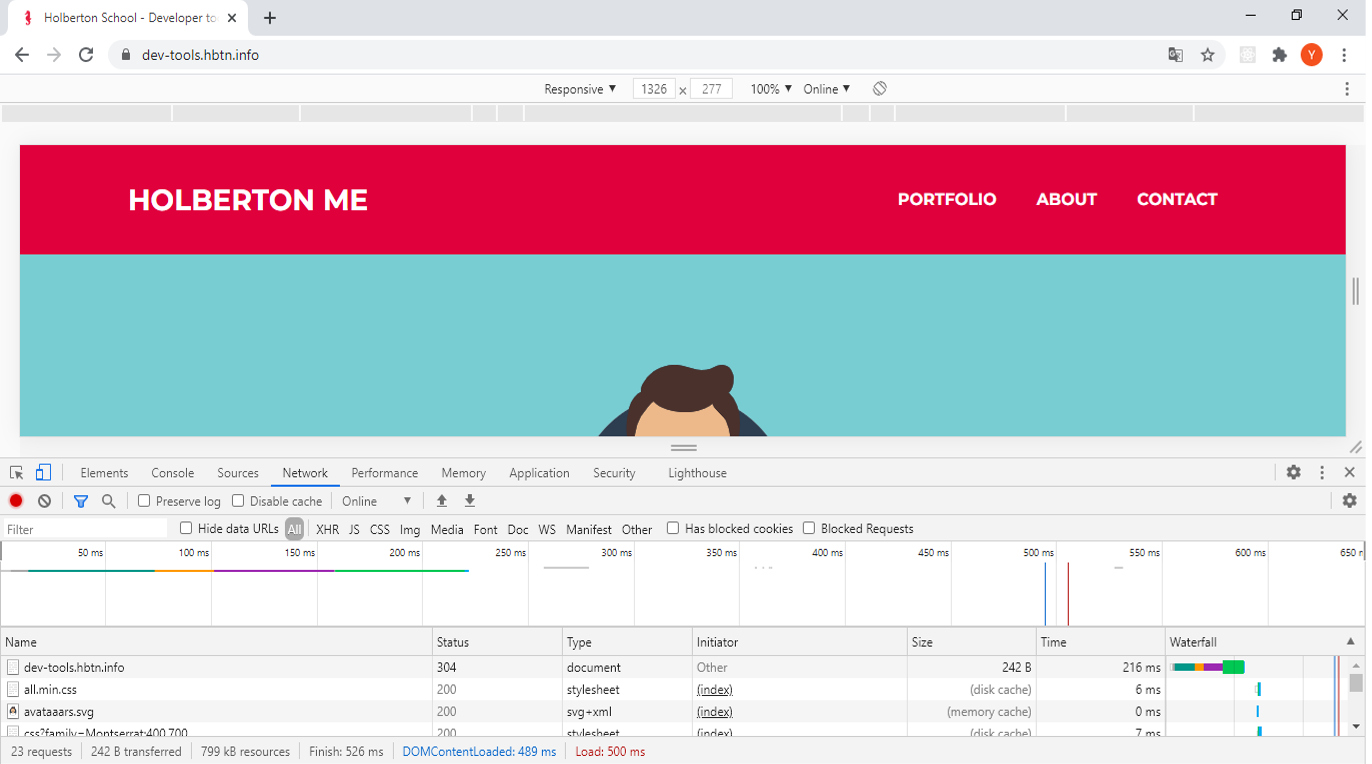 Holberton School - Developer to
dev-tools.hbtn.info
Y
Responsive ▼ 1326 x 277 100% ▼ Online ▼
HOLBERTON ME PORTFOLIO ABOUT CONTACT
Elements Console Sources Network Performance Memory Application Security Lighthouse
Preserve log Disable cache Online ▼
Filter Hide data URLs All XHR JS CSS Img Media Font Doc WS Manifest Other Has blocked cookies Blocked Requests
50 ms 100 ms 150 ms 200 ms 250 ms 300 ms 350 ms 400 ms 450 ms 500 ms 550 ms 600 ms 650 m
Name Status Type Initiator Size Time Waterfall
dev-tools.hbtn.info 304 document Other 242 B 216 ms
all.min.css 200 stylesheet (index) (disk cache) 6 ms
avataaars.svg 200 svg+xml (index) (memory cache) 0 ms
css?family=Montserrat:400,700 200 stylesheet (index) (disk cache) 7 ms
23 requests 242 B transferred 799 kB resources Finish: 526 ms DOMContentLoaded: 489 ms Load: 500 ms